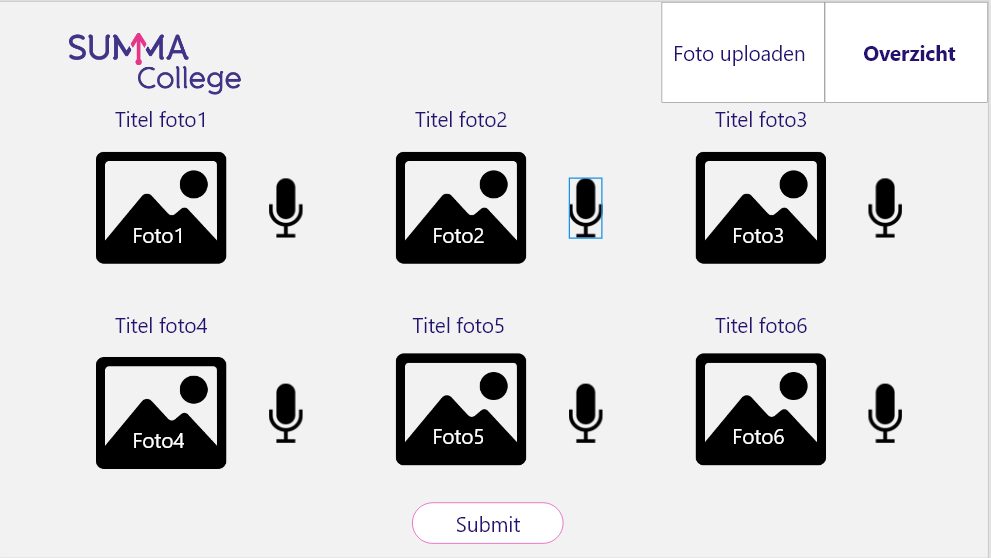 SUMMA
College
Foto uploaden
Overzicht
Titel foto1
Titel foto2
Titel foto3
Foto1
Foto2
Foto3
Titel foto4
Titel foto5
Titel foto6
Foto4
Foto5
Foto6
Submit